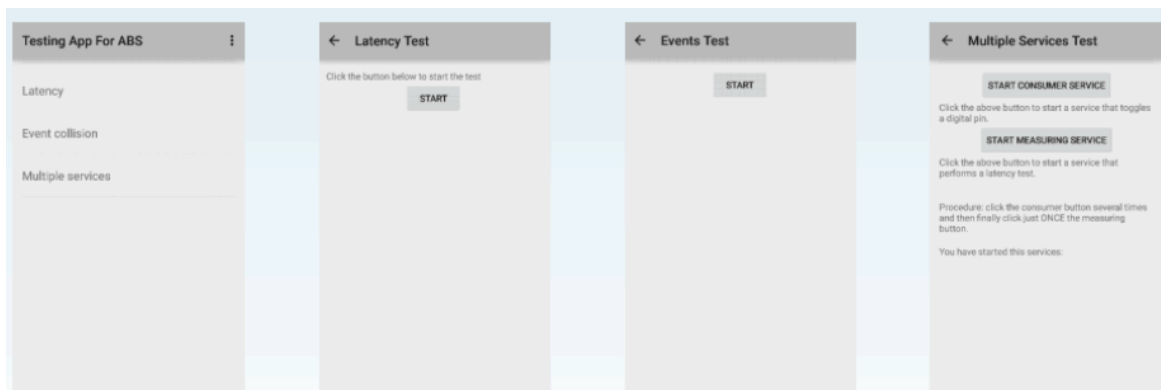 Testing App For ABS
Latency
Event collision
Multiple services
Latency Test
Click the button below to start the test
START
Events Test
START
Multiple Services Test
START CONSUMER SERVICE
Click the above button to start a service that toggles
a digital pin.
START MEASURING SERVICE
Click the above button to start a service that
performs a latency test.
Procedure: click the consumer button several times
and then finally click just ONCE the measuring
button.
You have started this services: